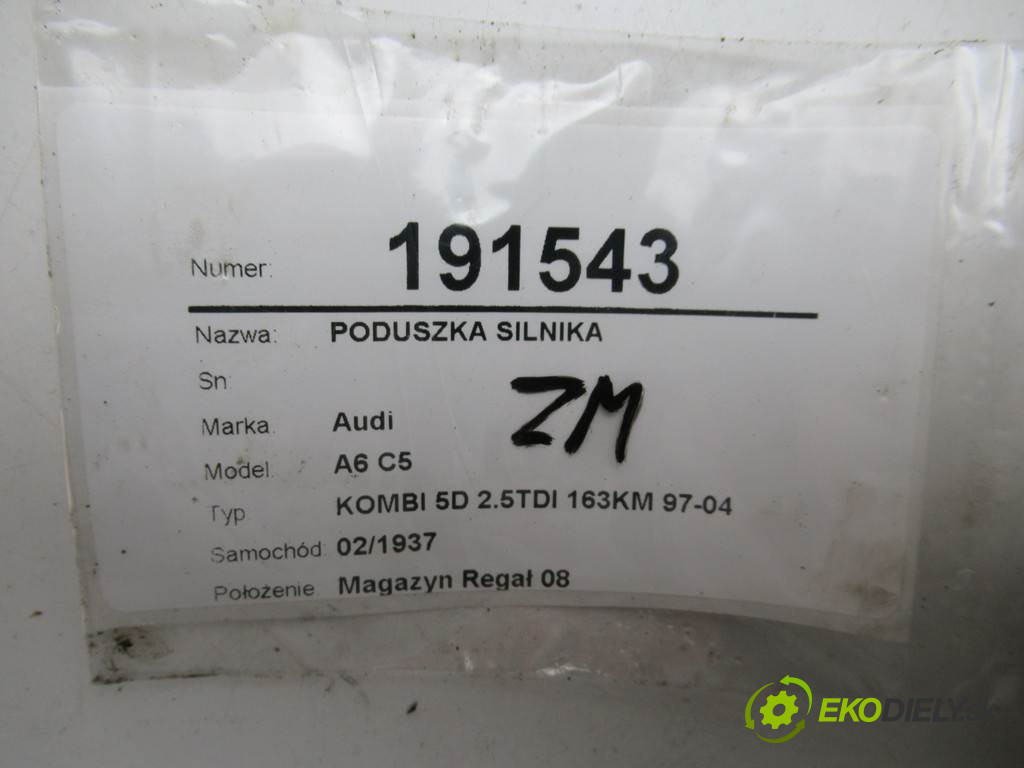 Numer: 191543
Nazwa: PODUSZKA SILNIKA
Sn:
ZM
Marka: Audi
Model: A6 C5
Typ KOMBI 5D 2.5TDI 163KM 97-04
Samochód: 02/1937
Położenie: Magazyn Regał 08
EKODIELY.SK